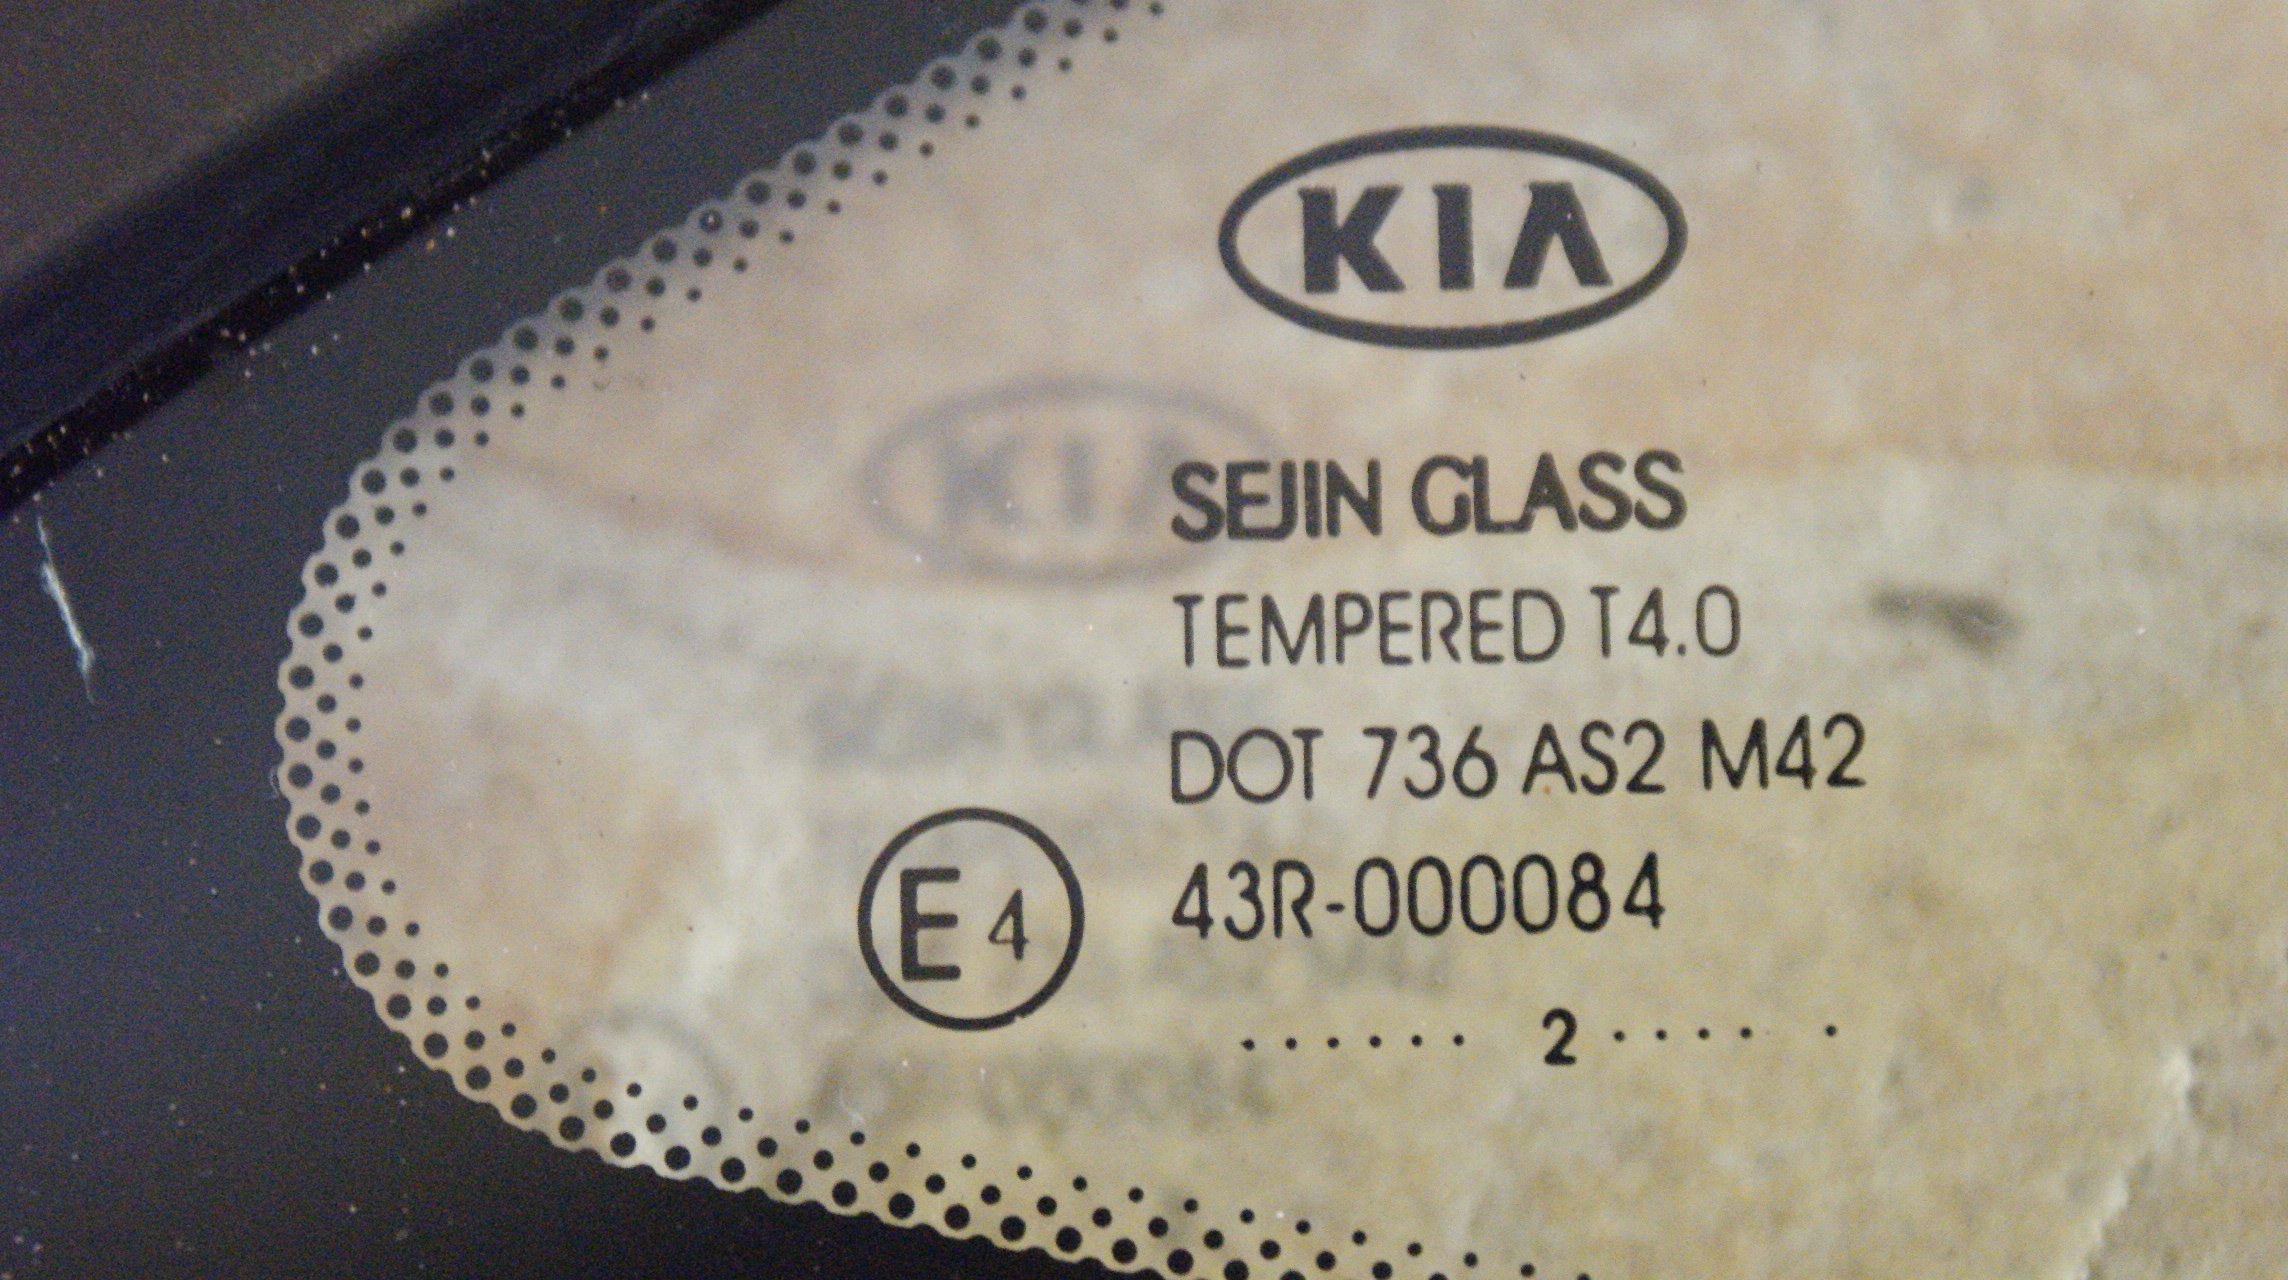 KIA
SEJIN GLASS
TEMPERED T4.0
DOT 736 AS2 M42
E4 43R-000084
...... 2 .... .